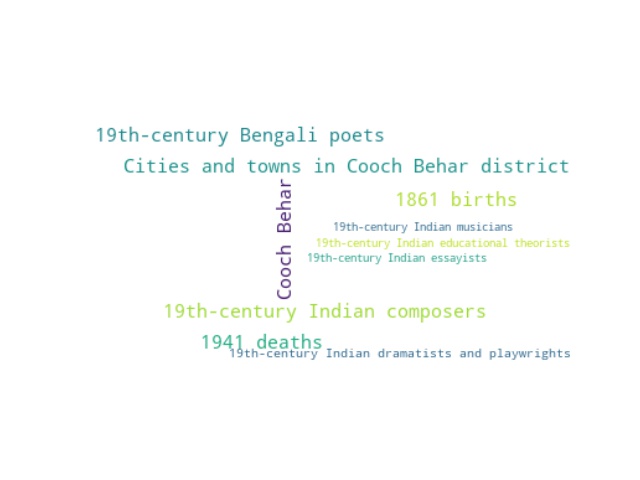 19th-century Bengali poets
Cities and towns in Cooch Behar district
Cooch Behar
1861 births
19th-century Indian musicians
19th-century Indian educational theorists
19th-century Indian essayists
19th-century Indian composers
1941 deaths
19th-century Indian dramatists and playwrights